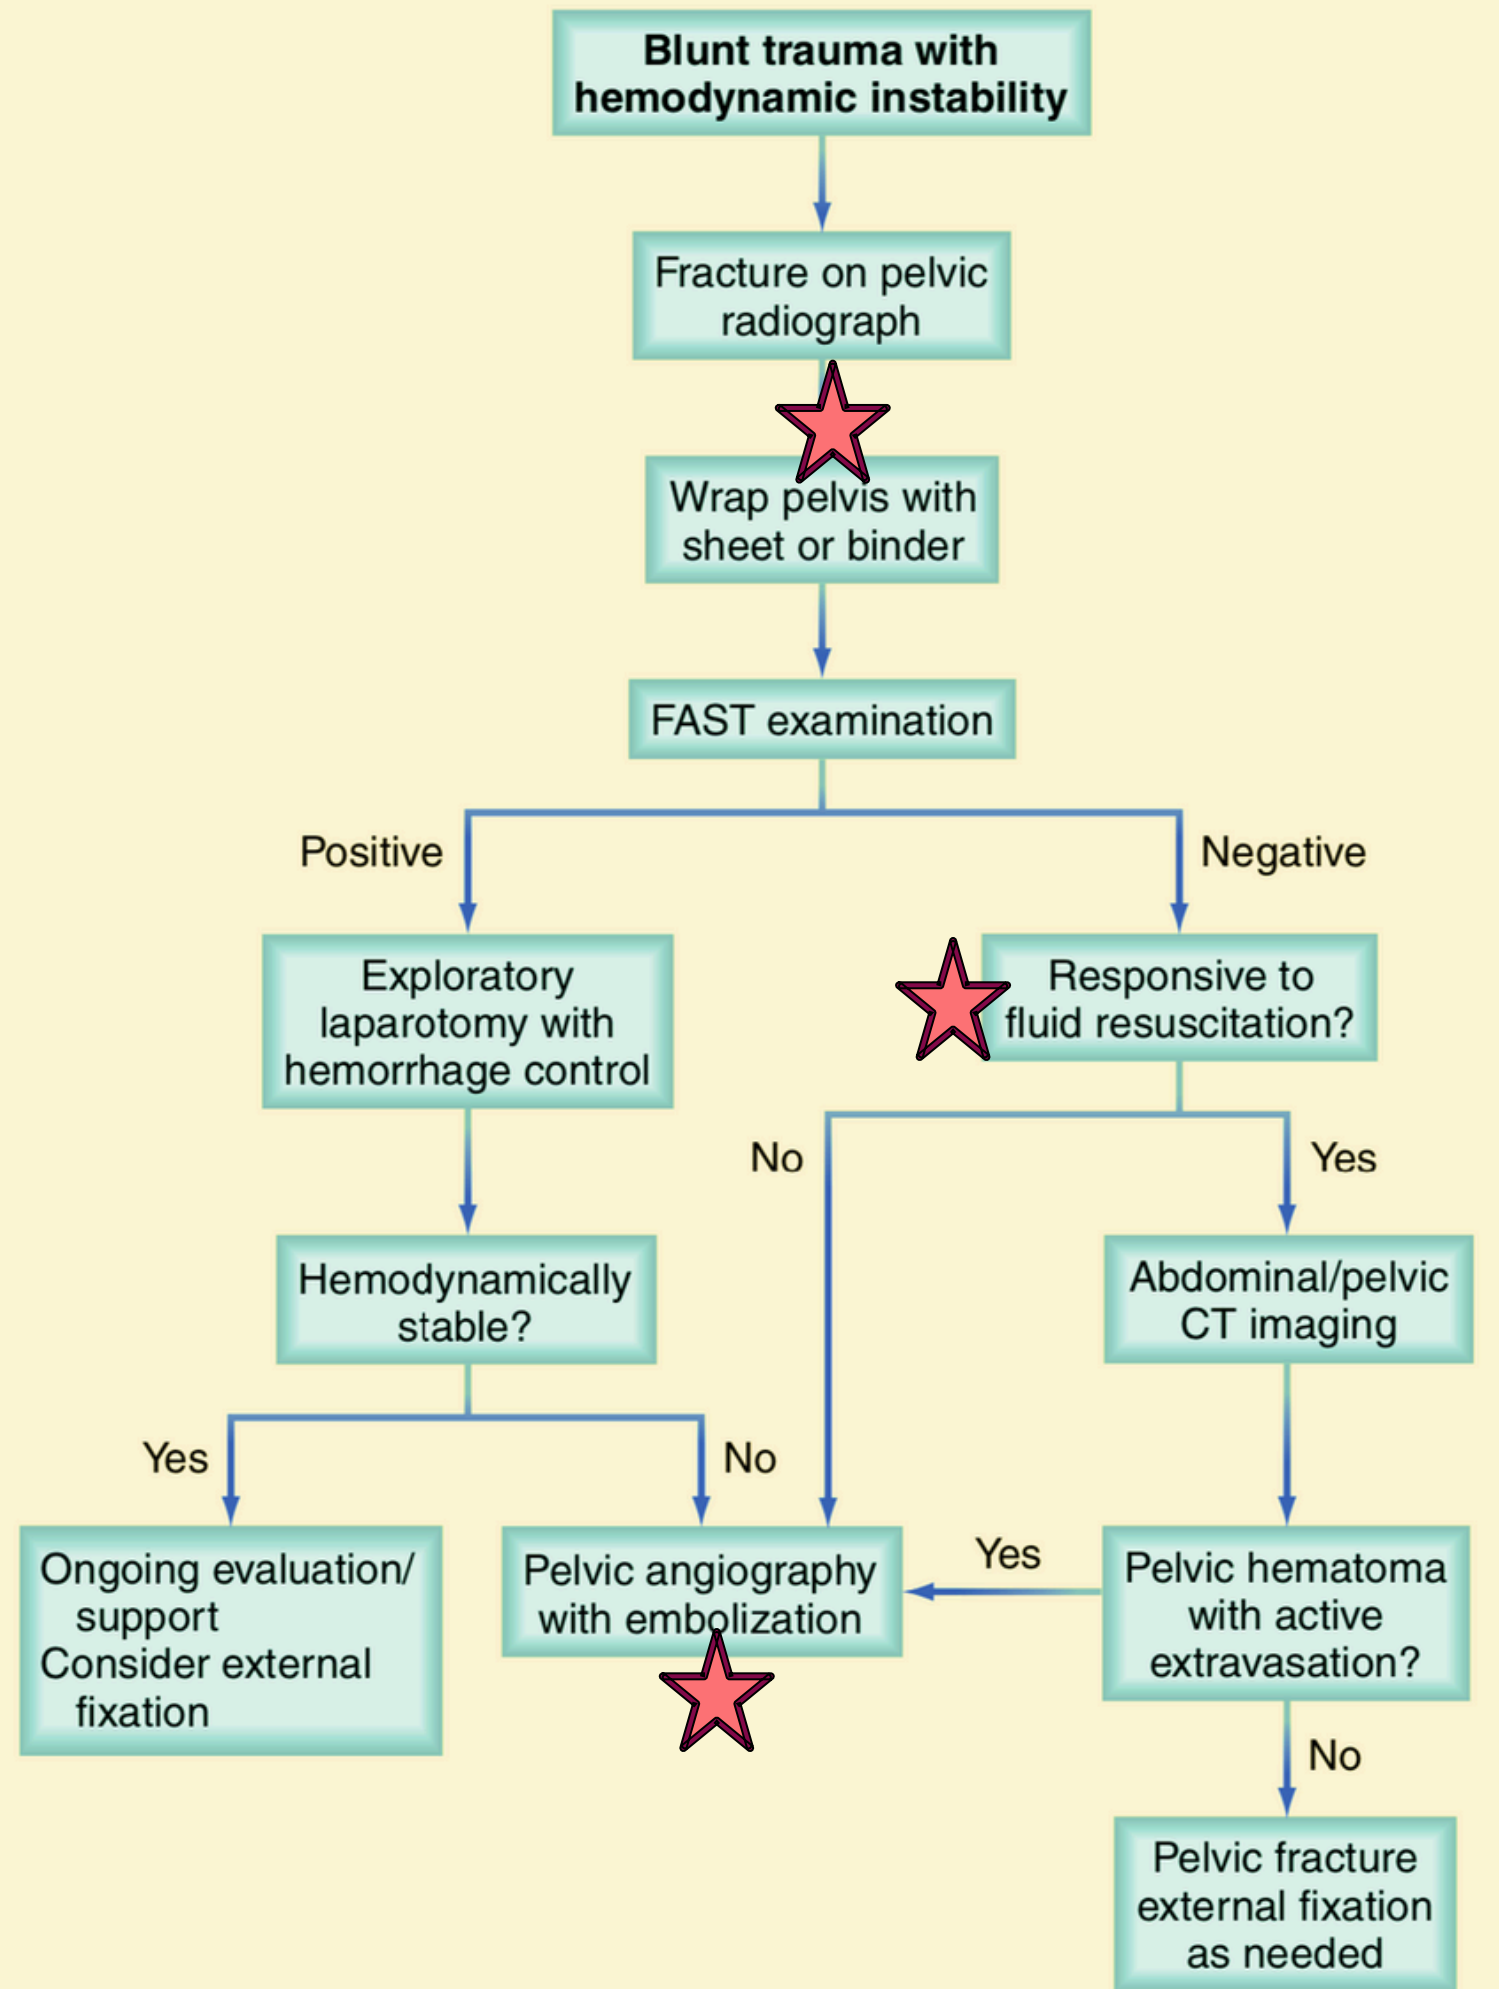 Blunt trauma with
hemodynamic instability
Fracture on pelvic
radiograph
Wrap pelvis with
sheet or binder
FAST examination
Positive
Negative
Exploratory
laparotomy with
hemorrhage control
Responsive to
fluid resuscitation?
No
Yes
Hemodynamically
stable?
Abdominal/pelvic
CT imaging
Yes
No
Ongoing evaluation/
support
Consider external
fixation
Pelvic angiography
with embolization
Yes
Pelvic hematoma
with active
extravasation?
No
Pelvic fracture
external fixation
as needed